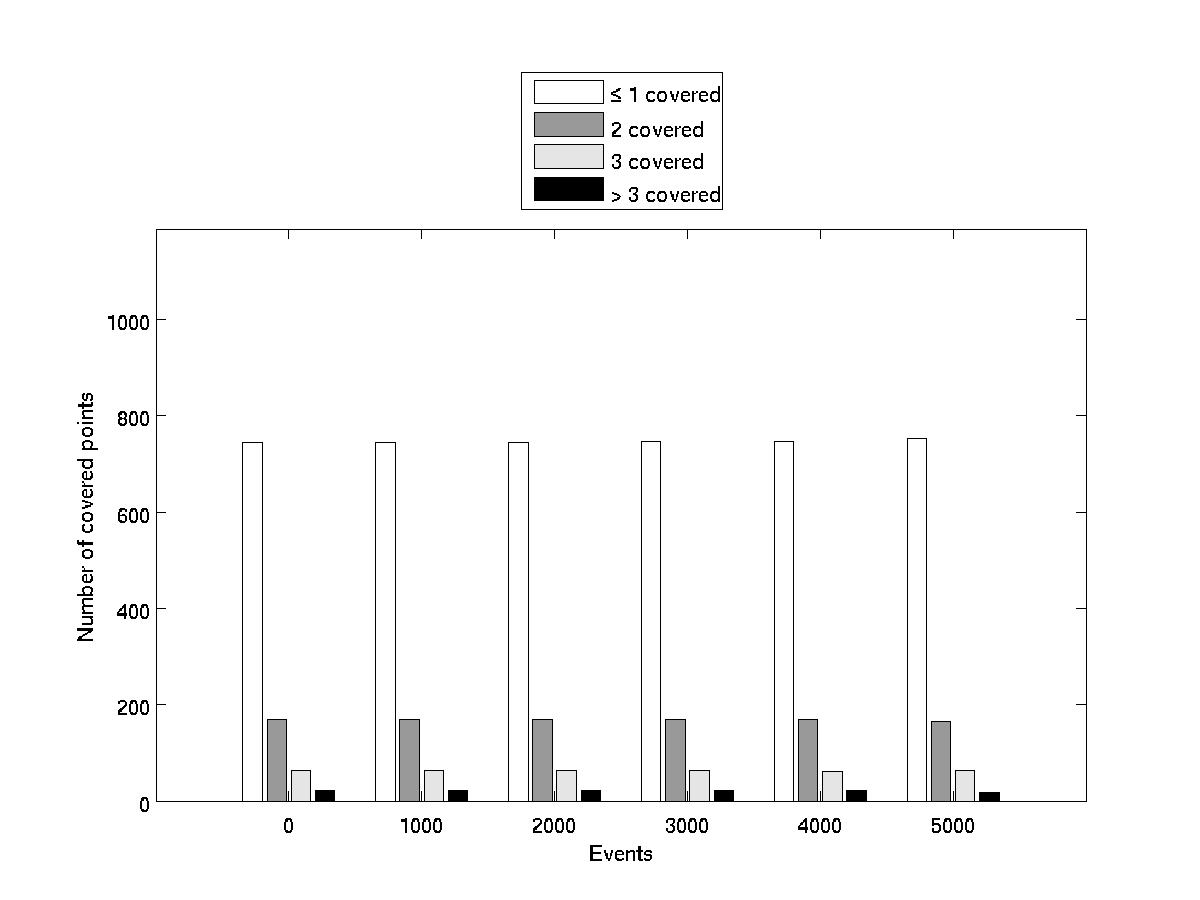 ≤ 1 covered
2 covered
3 covered
> 3 covered
1000
800
600
400
200
0
Number of covered points
0 1000 2000 3000 4000 5000
Events